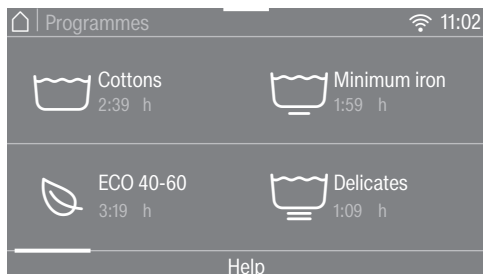 Programmes 11:02
Cottons
2:39 h
Minimum iron
1:59 h
ECO 40-60
3:19 h
Delicates
1:09 h
Help